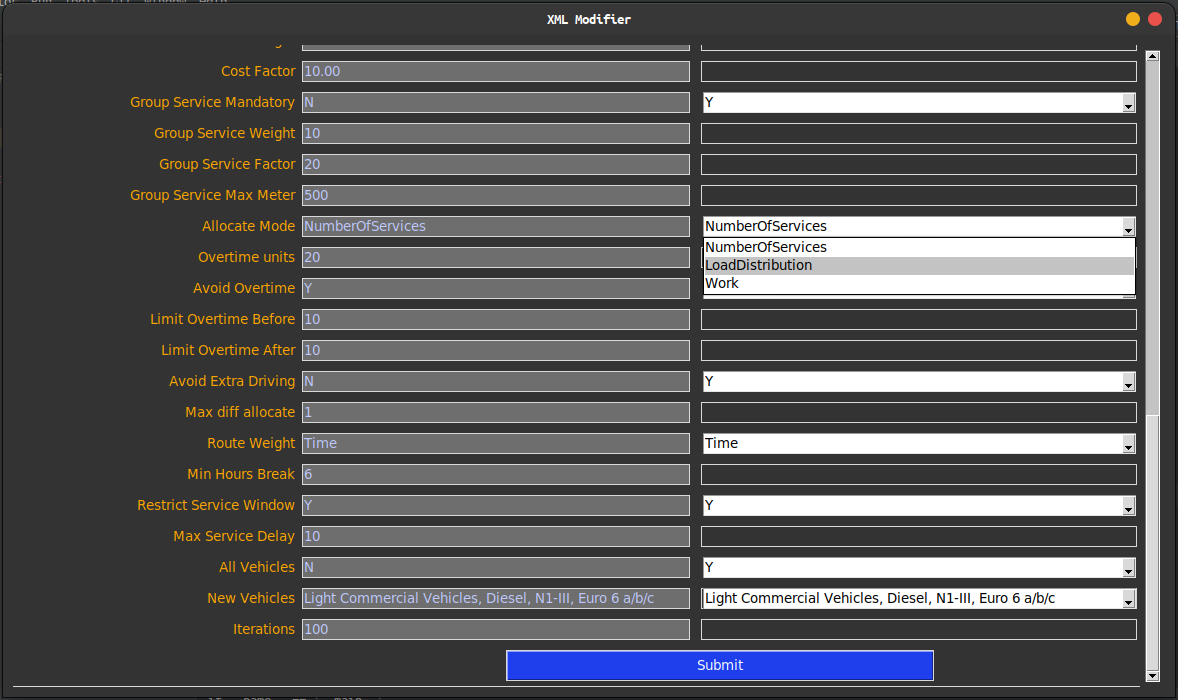 XML Modifier
Cost Factor 10.00
Group Service Mandatory N Y
Group Service Weight 10
Group Service Factor 20
Group Service Max Meter 500
Allocate Mode NumberOfServices NumberOfServices
NumberOfServices
Overtime units 20
LoadDistribution
Avoid Overtime Y
Work
Limit Overtime Before 10
Limit Overtime After 10
Avoid Extra Driving N Y
Max diff allocate 1
Route Weight Time Time
Min Hours Break 6
Restrict Service Window Y Y
Max Service Delay 10
All Vehicles N Y
New Vehicles Light Commercial Vehicles, Diesel, N1-III, Euro 6 a/b/c Light Commercial Vehicles, Diesel, N1-III, Euro 6 a/b/c
Iterations 100
Submit